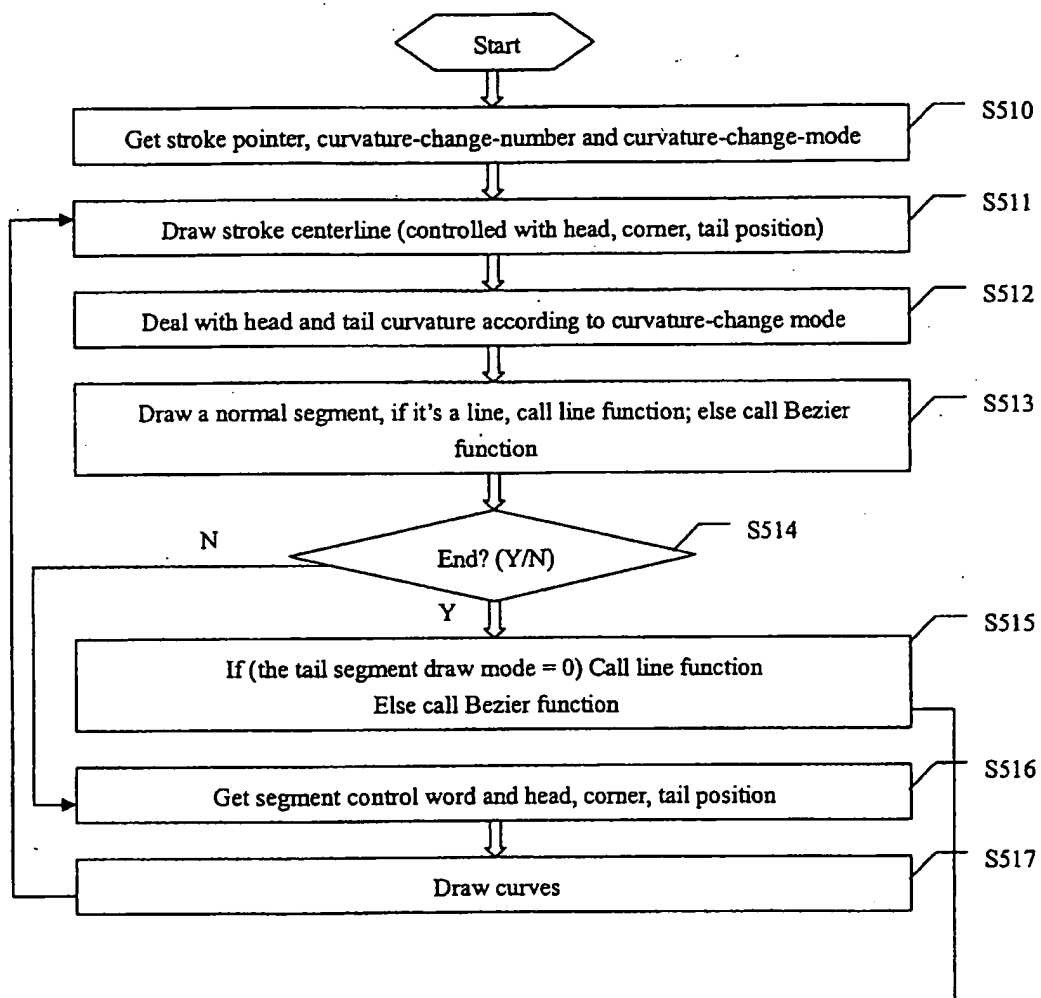 Start
S510
Get stroke pointer, curvature-change-number and curvature-change-mode
S511
Draw stroke centerline (controlled with head, corner, tail position)
S512
Deal with head and tail curvature according to curvature-change mode
S513
Draw a normal segment, if it's a line, call line function; else call Bezier
function
S514
N
End? (Y/N)
Y
S515
If (the tail segment draw mode = 0) Call line function
Else call Bezier function
S516
Get segment control word and head, corner, tail position
S517
Draw curves